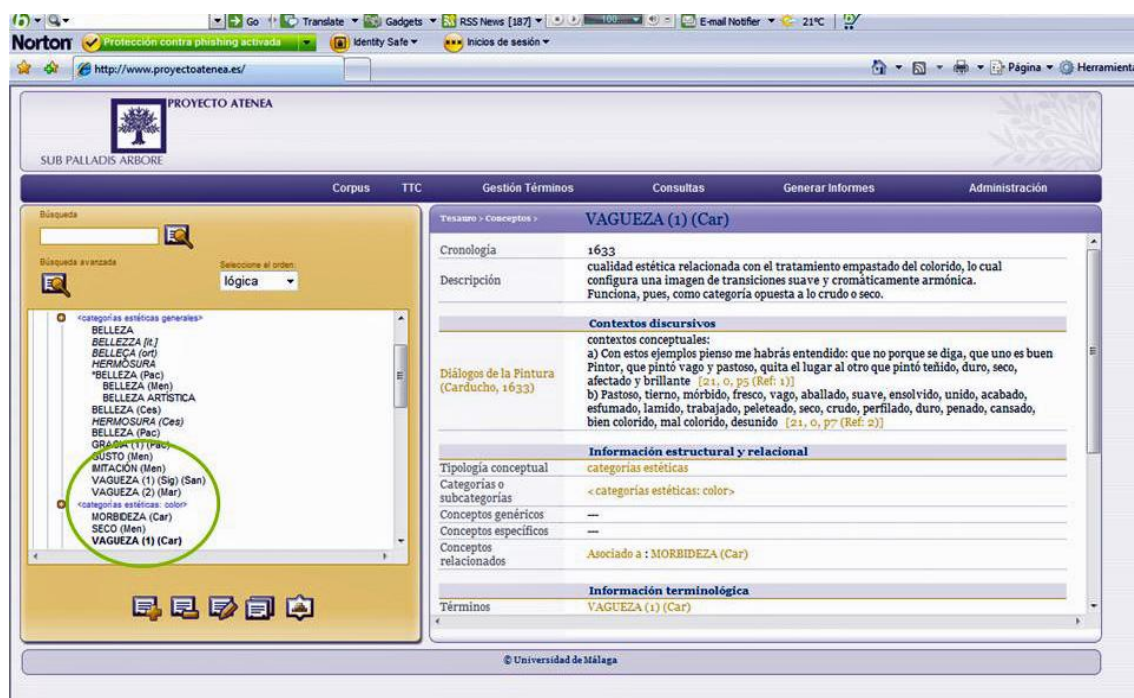 Go Translate Gadgets RSS News [187] 100 E-mail Notifier 21ºC
Norton Protección contra phishing activada Identity Safe Inicios de sesión
http://www.proyectoatenea.es/ Página Herramienta
PROYECTO ATENEA
SUB PALLADIS ARBORE
Corpus TTC Gestión Términos Consultas Generar Informes Administración
Búsqueda
Búsqueda avanzada
Seleccione el orden:
lógica
<categorías estéticas generales>
BELLEZA
BELLEZZA [it.]
BELLEÇA (ort)
HERMOSURA
*BELLEZA (Pac)
BELLEZA (Men)
BELLEZA ARTÍSTICA
BELLEZA (Ces)
HERMOSURA (Ces)
BELLEZA (Pac)
GRACIA (1) (Pac)
GUSTO (Men)
IMITACIÓN (Men)
VAGUEZA (1) (Sig) (San)
VAGUEZA (2) (Mar)
<categorías estéticas: color>
MORBIDEZA (Car)
SECO (Men)
VAGUEZA (1) (Car)
Tesauro > Conceptos > VAGUEZA (1) (Car)
Cronología 1633
Descripción
cualidad estética relacionada con el tratamiento empastado del colorido, lo cual
configura una imagen de transiciones suave y cromáticamente armónica.
Funciona, pues, como categoría opuesta a lo crudo o seco.
Contextos discursivos
Diálogos de la Pintura
(Carducho, 1633)
contextos conceptuales:
a) Con estos ejemplos pienso me habrás entendido: que no porque se diga, que uno es buen
Pintor, que pintó vago y pastoso, quita el lugar al otro que pintó teñido, duro, seco,
afectado y brillante [21, 0, p5 (Ref: 1)]
b) Pastoso, tierno, mórbido, fresco, vago, aballado, suave, ensolvido, unido, acabado,
esfumado, lamido, trabajado, peleteado, seco, crudo, perfilado, duro, penado, cansado,
bien colorido, mal colorido, desunido [21, 0, p7 (Ref: 2)]
Información estructural y relacional
Tipología conceptual categorías estéticas
Categorías o
subcategorías
<categorías estéticas: color>
Conceptos genéricos —
Conceptos específicos —
Conceptos
relacionados
Asociado a : MORBIDEZA (Car)
Información terminológica
Términos VAGUEZA (1) (Car)
© Universidad de Málaga